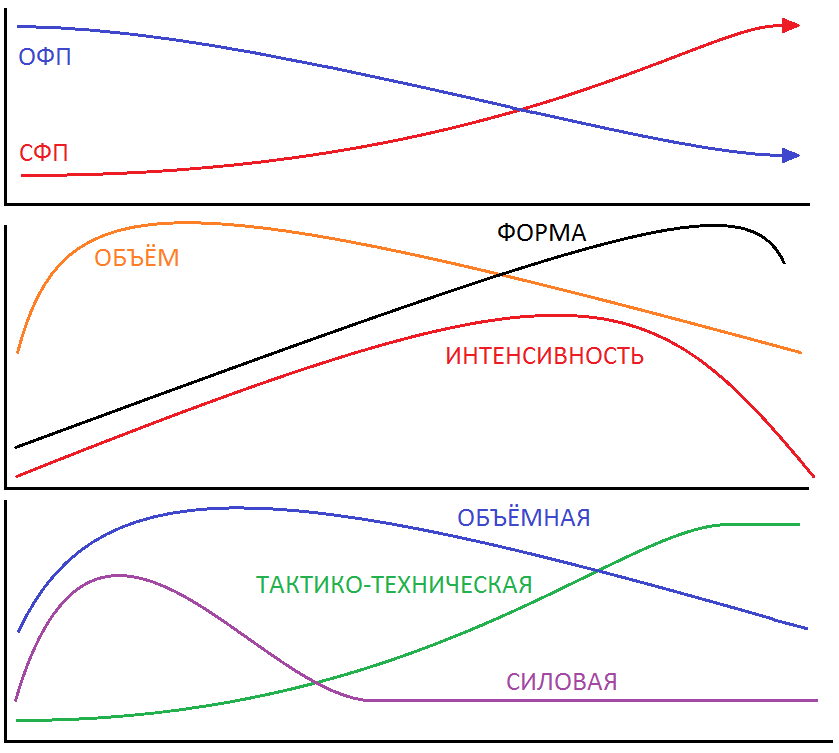 ОФП
СФП
ФОРМА
ОБЪЁМ
ИНТЕНСИВНОСТЬ
ОБЪЁМНАЯ
ТАКТИКО-ТЕХНИЧЕСКАЯ
СИЛОВАЯ